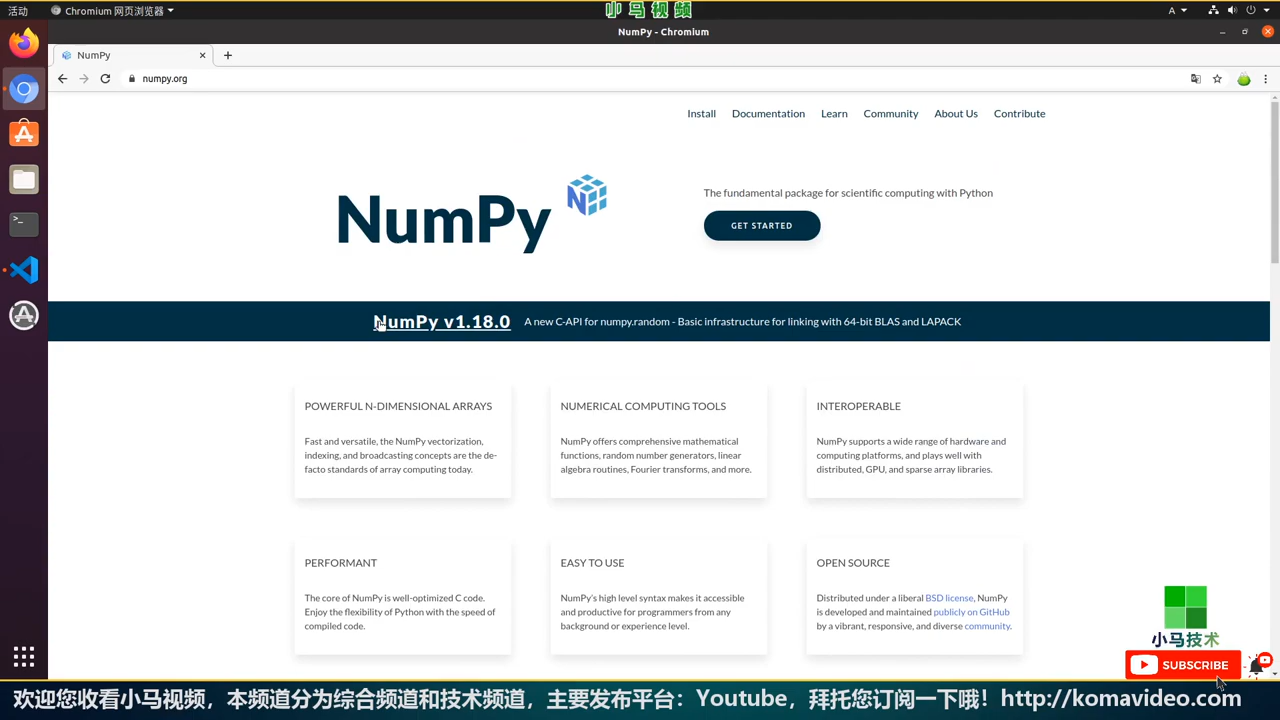 活动
Chromium 网页浏览器
小马视频
A
NumPy - Chromium
NumPy
numpy.org
Install
Documentation
Learn
Community
About Us
Contribute
NumPy
N
The fundamental package for scientific computing with Python
GET STARTED
NumPy v1.18.0
A new C-API for numpy.random - Basic infrastructure for linking with 64-bit BLAS and LAPACK
POWERFUL N-DIMENSIONAL ARRAYS
Fast and versatile, the NumPy vectorization,
indexing, and broadcasting concepts are the de-
facto standards of array computing today.
NUMERICAL COMPUTING TOOLS
NumPy offers comprehensive mathematical
functions, random number generators, linear
algebra routines, Fourier transforms, and more.
INTEROPERABLE
NumPy supports a wide range of hardware and
computing platforms, and plays well with
distributed, GPU, and sparse array libraries.
PERFORMANT
The core of NumPy is well-optimized C code.
Enjoy the flexibility of Python with the speed of
compiled code.
EASY TO USE
NumPy's high level syntax makes it accessible
and productive for programmers from any
background or experience level.
OPEN SOURCE
Distributed under a liberal BSD license, NumPy
is developed and maintained publicly on GitHub
by a vibrant, responsive, and diverse community.
小马技术
SUBSCRIBE
欢迎您收看小马视频，本频道分为综合频道和技术频道，主要发布平台：Youtube，拜托您订阅一下哦！http://komavideo.com